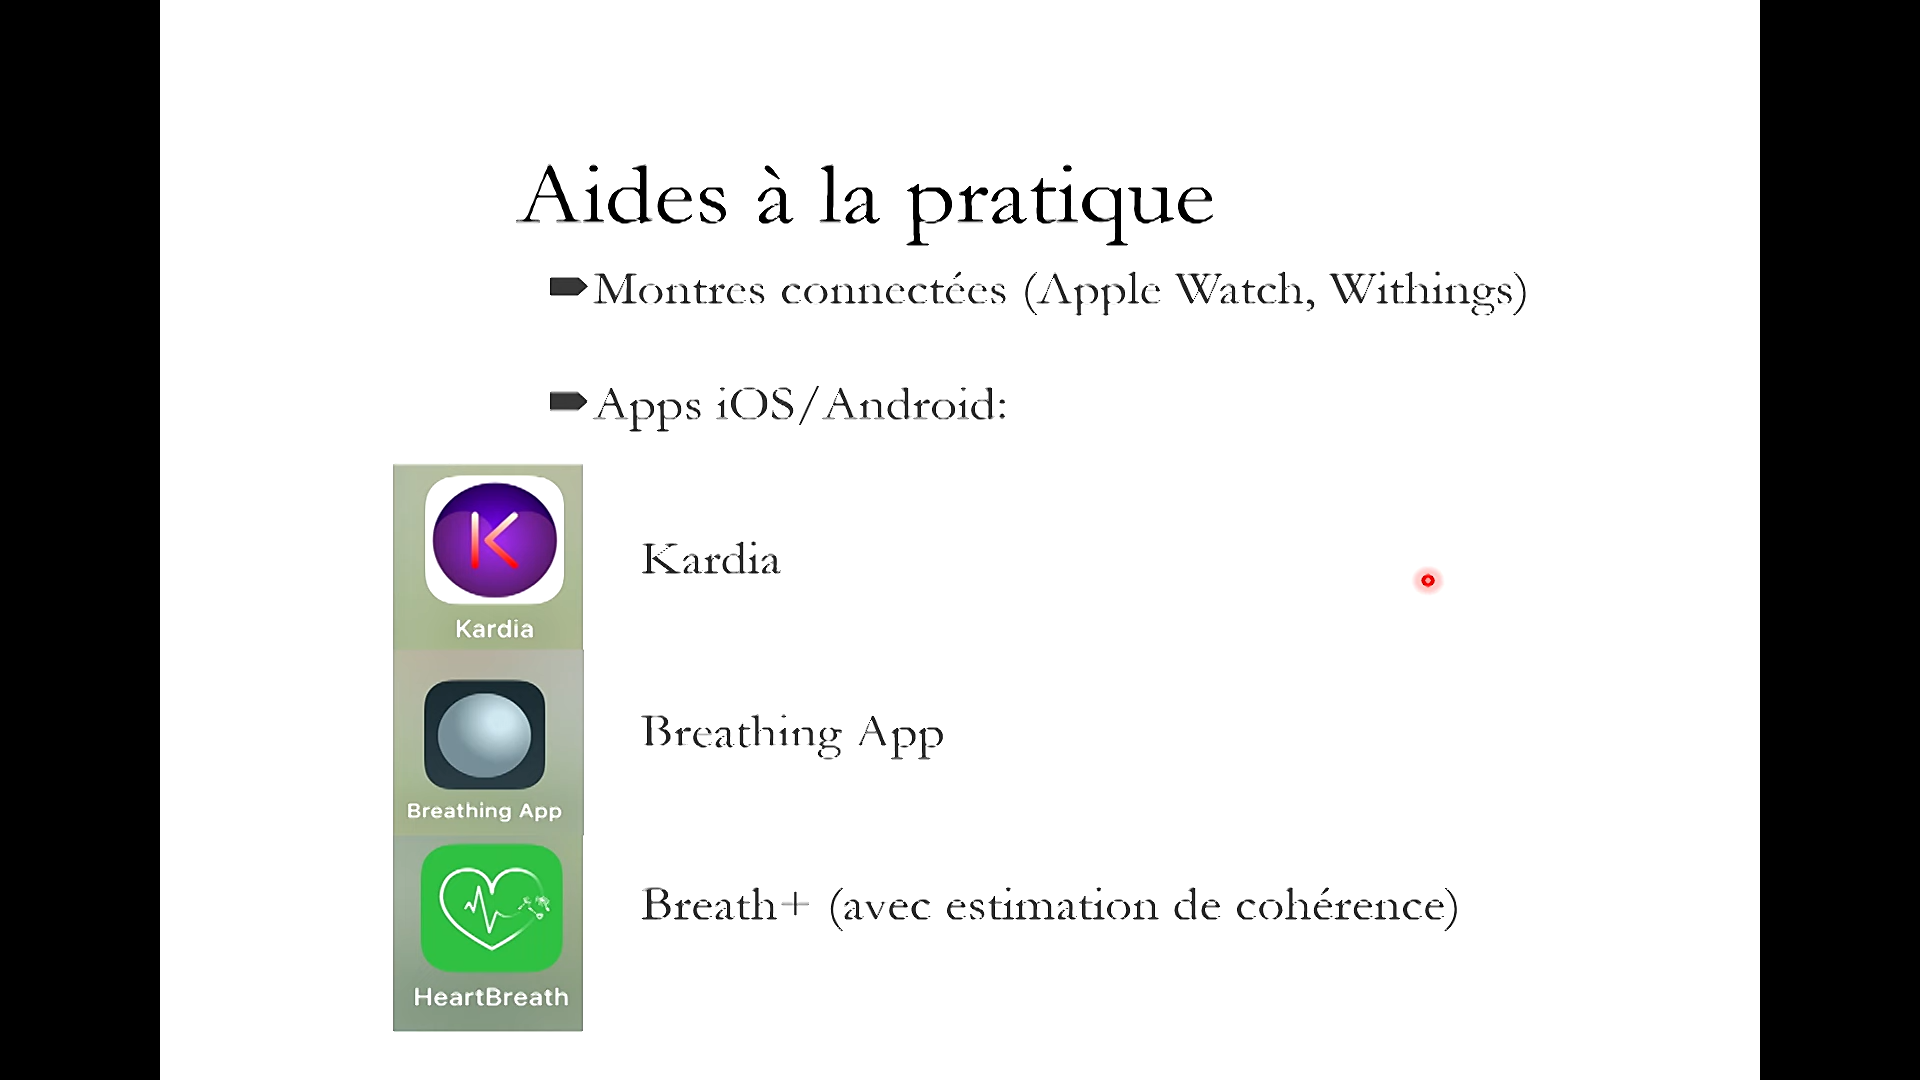 Aides à la pratique
Montres connectées (Apple Watch, Withings)
Apps iOS/Android:
K
Kardia
Kardia
Breathing App
Breathing App
Breath+ (avec estimation de cohérence)
HeartBreath